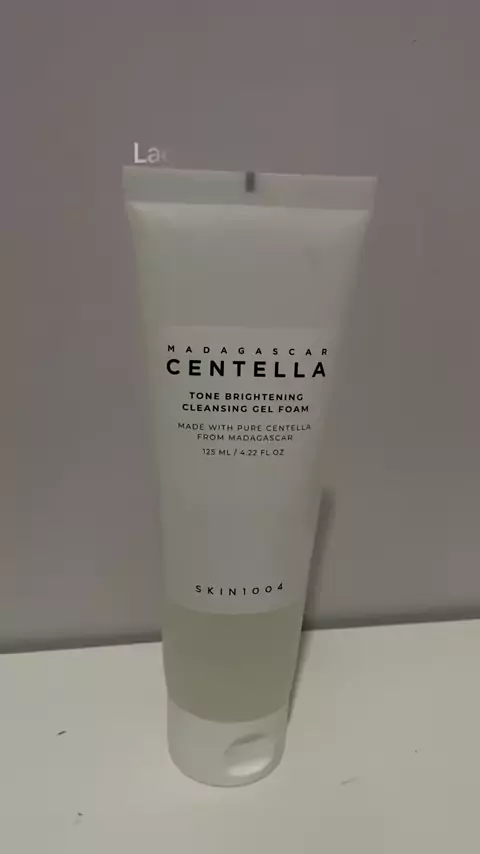 MADAGASCAR
CENTELLA
TONE BRIGHTENING
CLEANSING GEL FOAM
MADE WITH PURE CENTELLA
FROM MADAGASCAR
125 ML / 4.22 FL OZ
SKIN1004